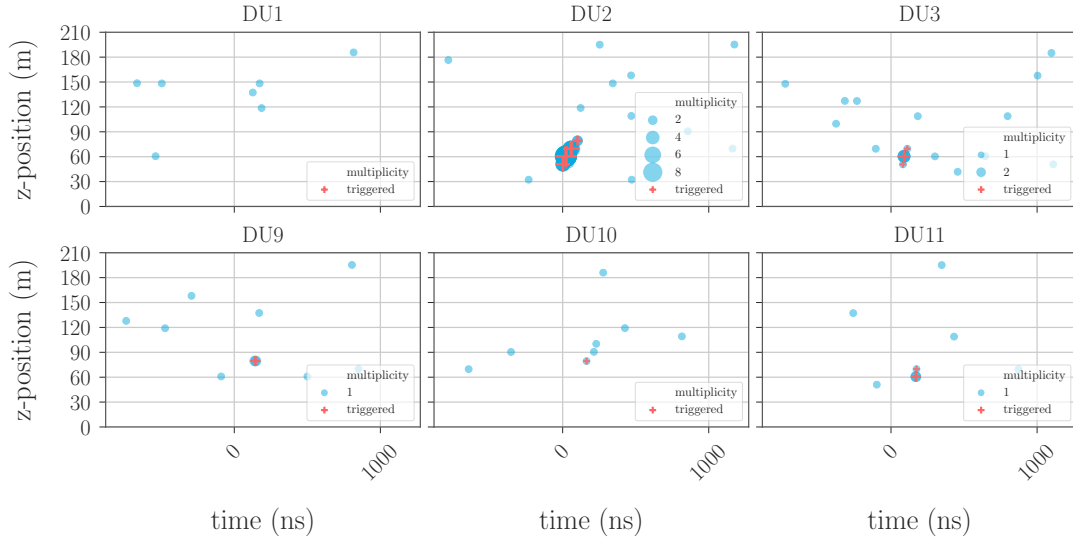 DU1
DU2
DU3
z-position (m)
210
180
150
120
90
60
30
0
multiplicity
triggered
multiplicity
2
4
6
8
triggered
multiplicity
1
2
triggered
DU9
DU10
DU11
z-position (m)
210
180
150
120
90
60
30
0
multiplicity
1
triggered
multiplicity
triggered
multiplicity
1
triggered
0
1000
0
1000
0
1000
time (ns)
time (ns)
time (ns)